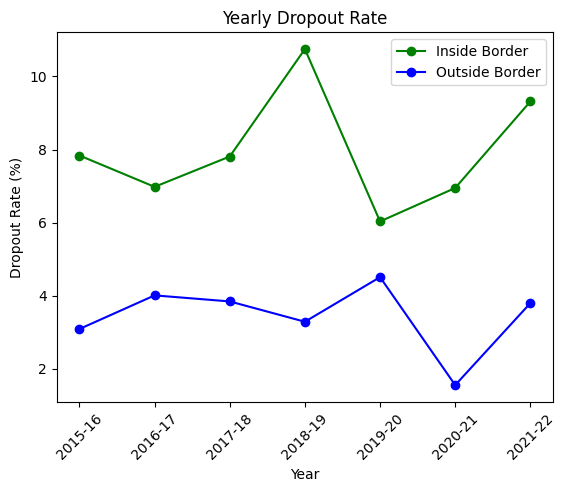 Yearly Dropout Rate
Inside Border
Outside Border
Dropout Rate (%)
10
8
6
4
2
2015-16
2016-17
2017-18
2018-19
2019-20
2020-21
2021-22
Year